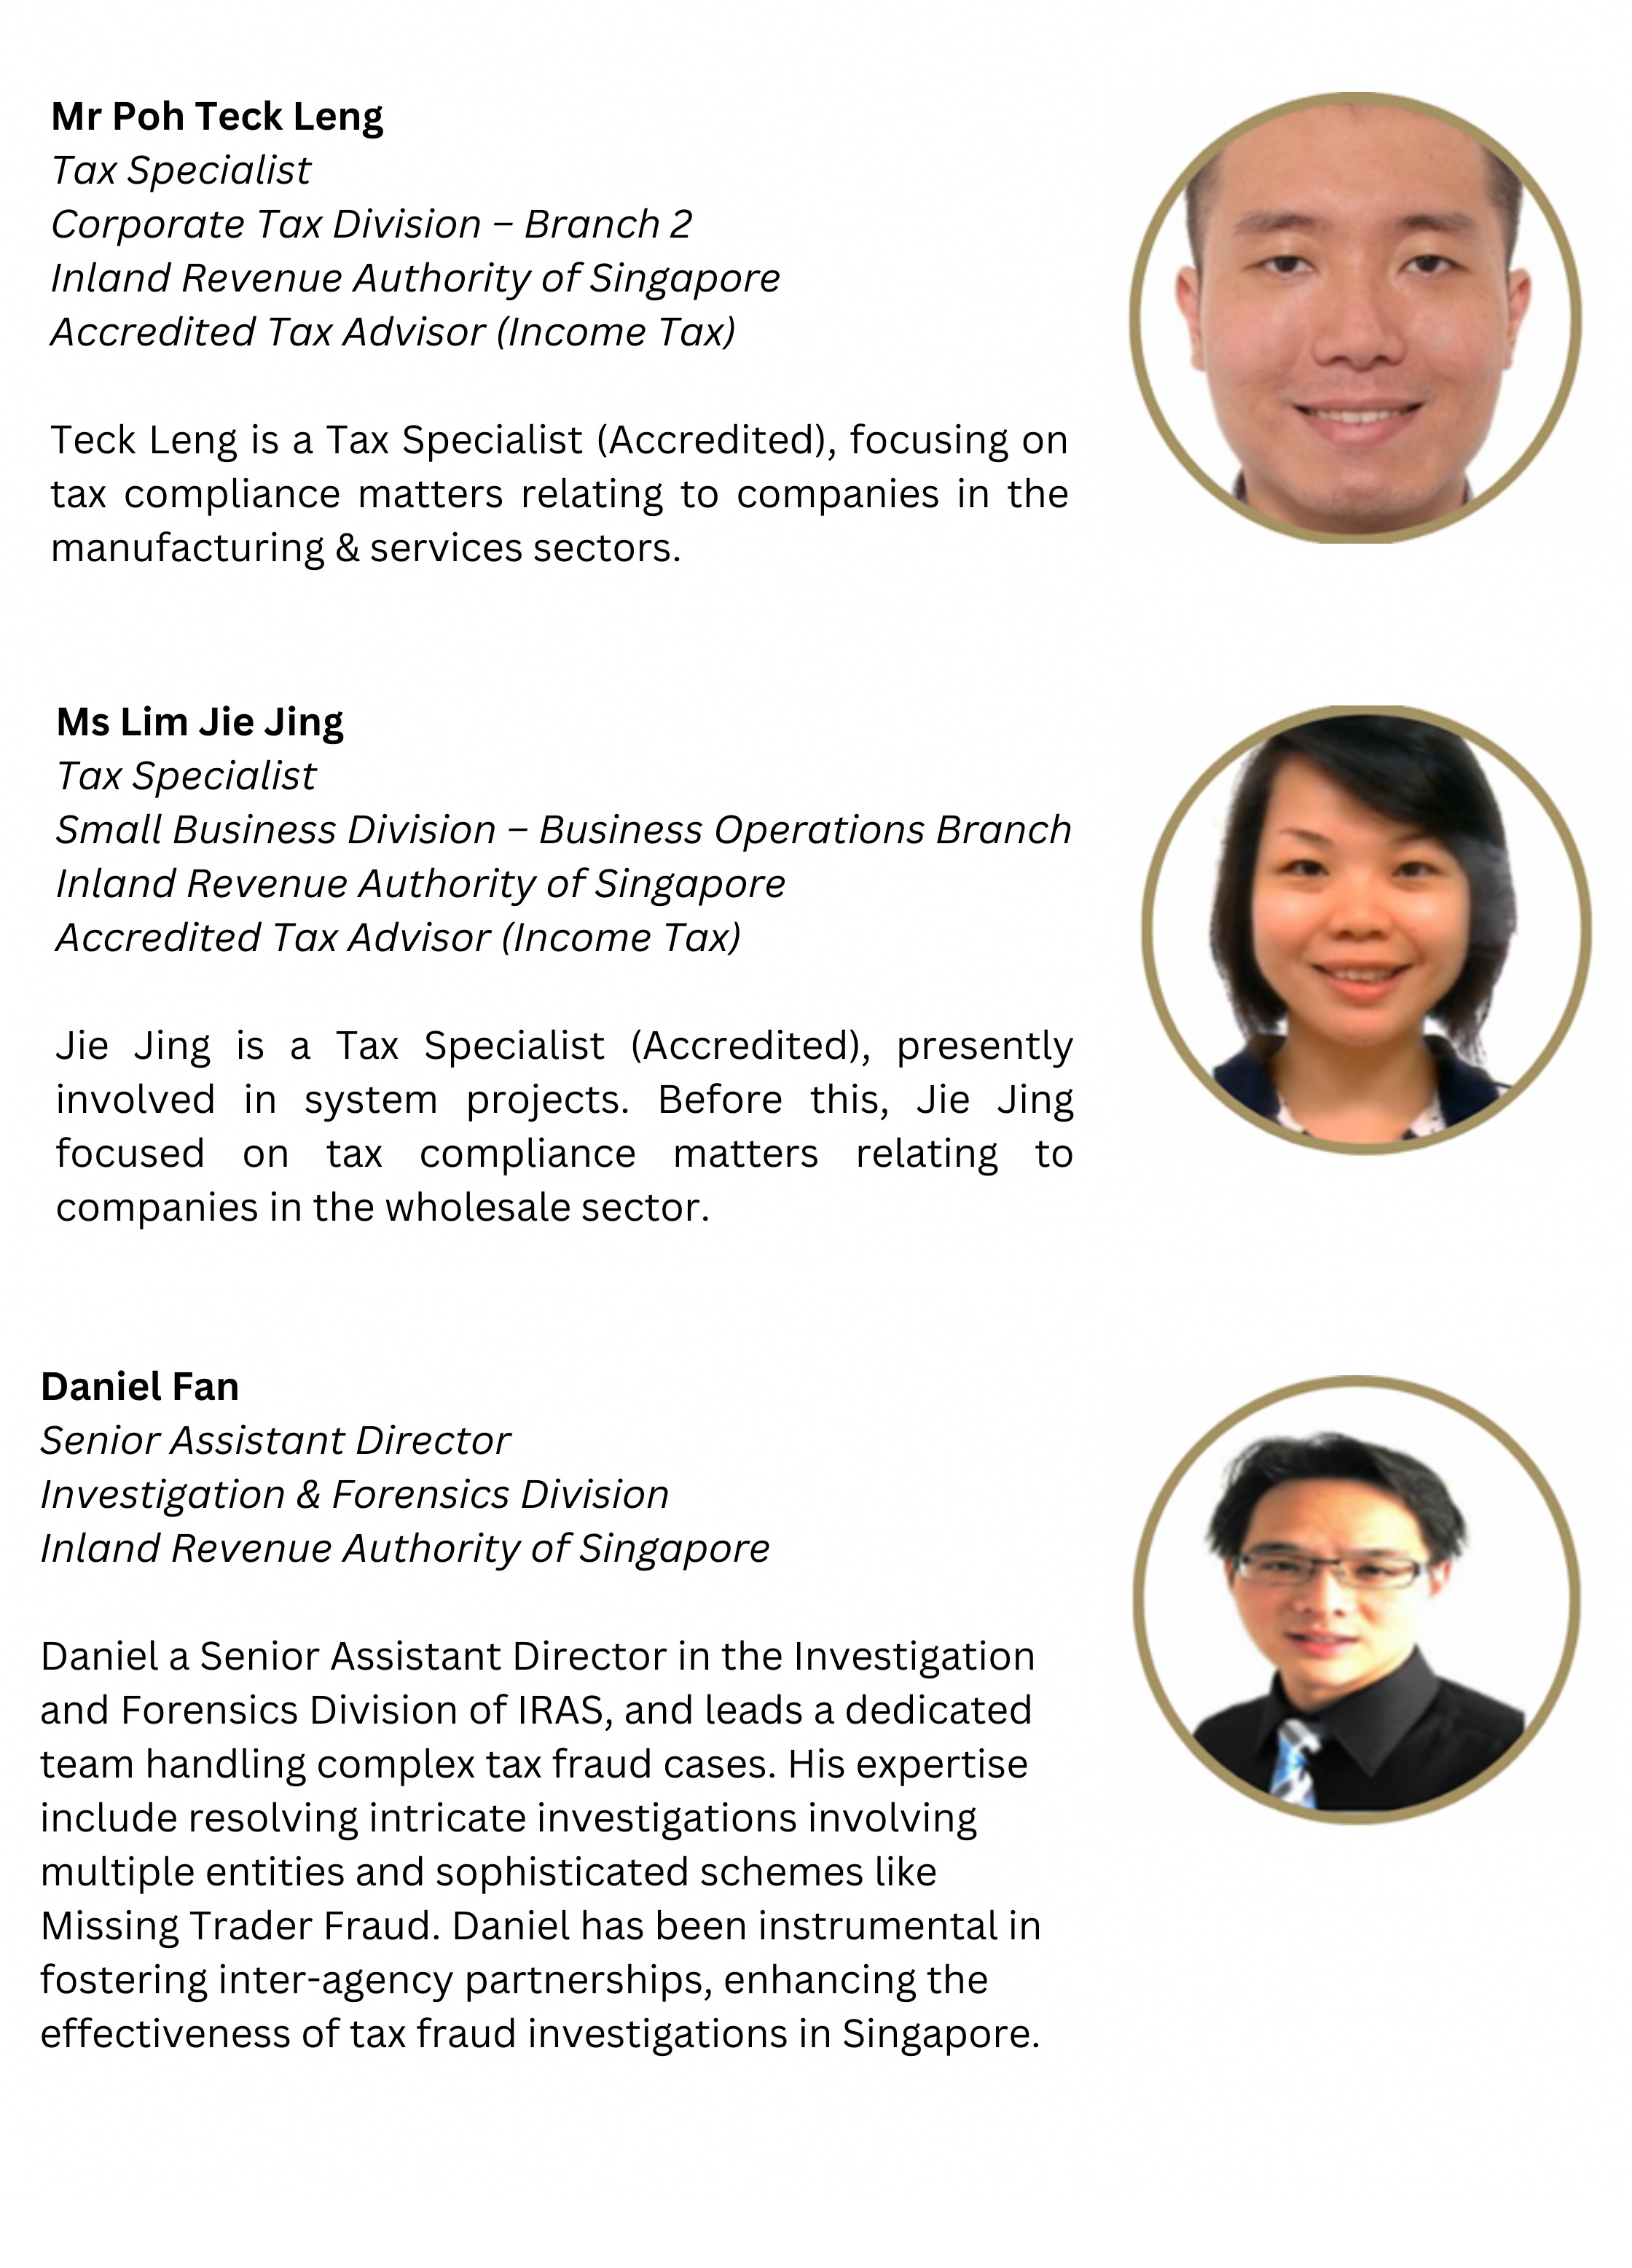 Mr Poh Teck Leng
Tax Specialist
Corporate Tax Division – Branch 2
Inland Revenue Authority of Singapore
Accredited Tax Advisor (Income Tax)
Teck Leng is a Tax Specialist (Accredited), focusing on
tax compliance matters relating to companies in the
manufacturing & services sectors.
Ms Lim Jie Jing
Tax Specialist
Small Business Division – Business Operations Branch
Inland Revenue Authority of Singapore
Accredited Tax Advisor (Income Tax)
Jie Jing is a Tax Specialist (Accredited), presently
involved in system projects. Before this, Jie Jing
focused on tax compliance matters relating to
companies in the wholesale sector.
Daniel Fan
Senior Assistant Director
Investigation & Forensics Division
Inland Revenue Authority of Singapore
Daniel a Senior Assistant Director in the Investigation
and Forensics Division of IRAS, and leads a dedicated
team handling complex tax fraud cases. His expertise
include resolving intricate investigations involving
multiple entities and sophisticated schemes like
Missing Trader Fraud. Daniel has been instrumental in
fostering inter-agency partnerships, enhancing the
effectiveness of tax fraud investigations in Singapore.